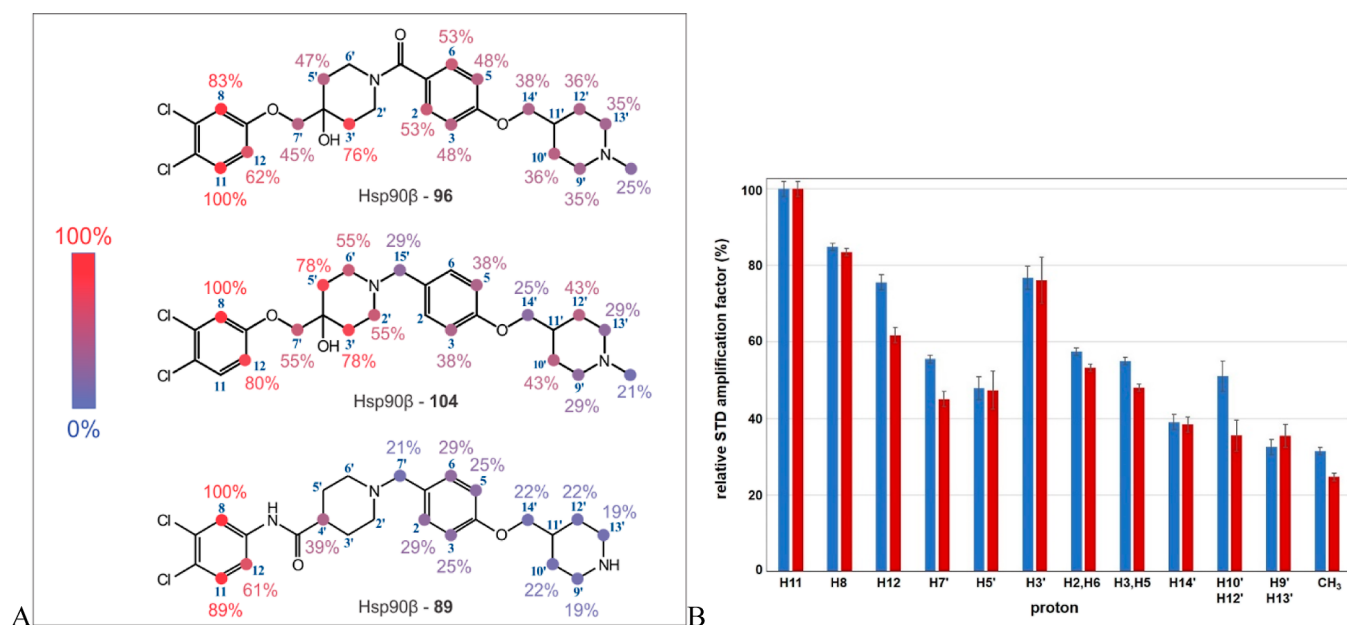 O
53%
6
47%
6'
48%
5
5'
N
38%
36%
83%
14'
12'
35%
8
Cl
O
2'
2
11'
13'
7'
OH
3'
53%
3
O
10'
N
Cl
12
45%
76%
48%
9'
11
62%
36%
25%
100%
Hsp90β - 96
35%
100%
0%
55%
29%
6'
15'
6
38%
78%
5'
N
5
25%
43%
100%
14'
12'
29%
8
Cl
O
2'
2
11'
13'
7'
OH
3'
55%
3
O
10'
N
Cl
12
55%
78%
38%
9'
11
80%
43%
21%
Hsp90β - 104
29%
21%
29%
6'
7'
6
25%
5'
N
5
22%
22%
100%
14'
12'
19%
8
H
N
Cl
4'
2'
2
11'
13'
39%
3'
29%
3
O
10'
NH
Cl
12
O
25%
9'
11
61%
22%
89%
Hsp90β - 89
19%
A
B
relative STD amplification factor (%)
100
80
60
40
20
0
H11
H8
H12
H7'
H5'
H3'
H2,H6
H3,H5
H14'
H10'
H12'
H9'
H13'
CH3
proton